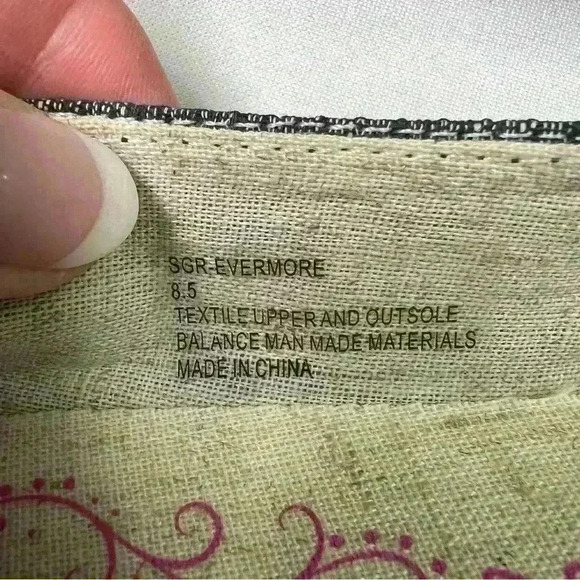 SGR-EVERMORE
8.5
TEXTILE UPPER AND OUTSOLE
BALANCE MAN MADE MATERIALS
MADE IN CHINA